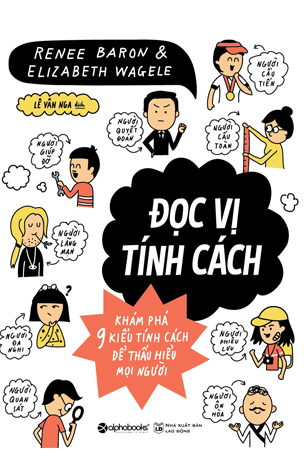 RENEE BARON &
ELIZABETH WAGELE
LÊ VÂN NGA dịch
NGƯỜI
CẦU
TIẾN
NGƯỜI
QUYẾT
ĐOÁN
NGƯỜI
CẦU
TOÀN
NGƯỜI
GIÚP
ĐỠ
NGƯỜI
LÃNG
MẠN
ĐỌC VỊ
TÍNH CÁCH
NGƯỜI
ĐA
NGHI
?
KHÁM PHÁ
9 KIỂU TÍNH CÁCH
ĐỂ THẤU HIỂU
MỌI NGƯỜI
NGƯỜI
PHIÊU
LƯU
NGƯỜI
QUAN
SÁT
NGƯỜI
ÔN
HÒA
alphabooks
NHÀ XUẤT BẢN
LAO ĐỘNG